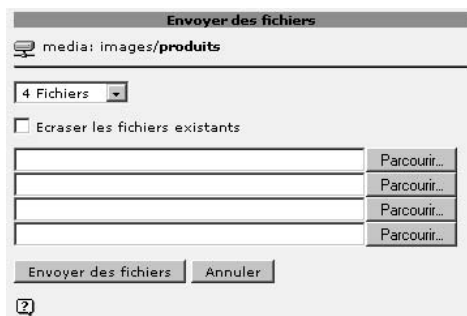 Envoyer des fichiers
media: images/produits
4 Fichiers
Ecraser les fichiers existants
Parcourir...
Parcourir...
Parcourir...
Parcourir...
Envoyer des fichiers Annuler
?